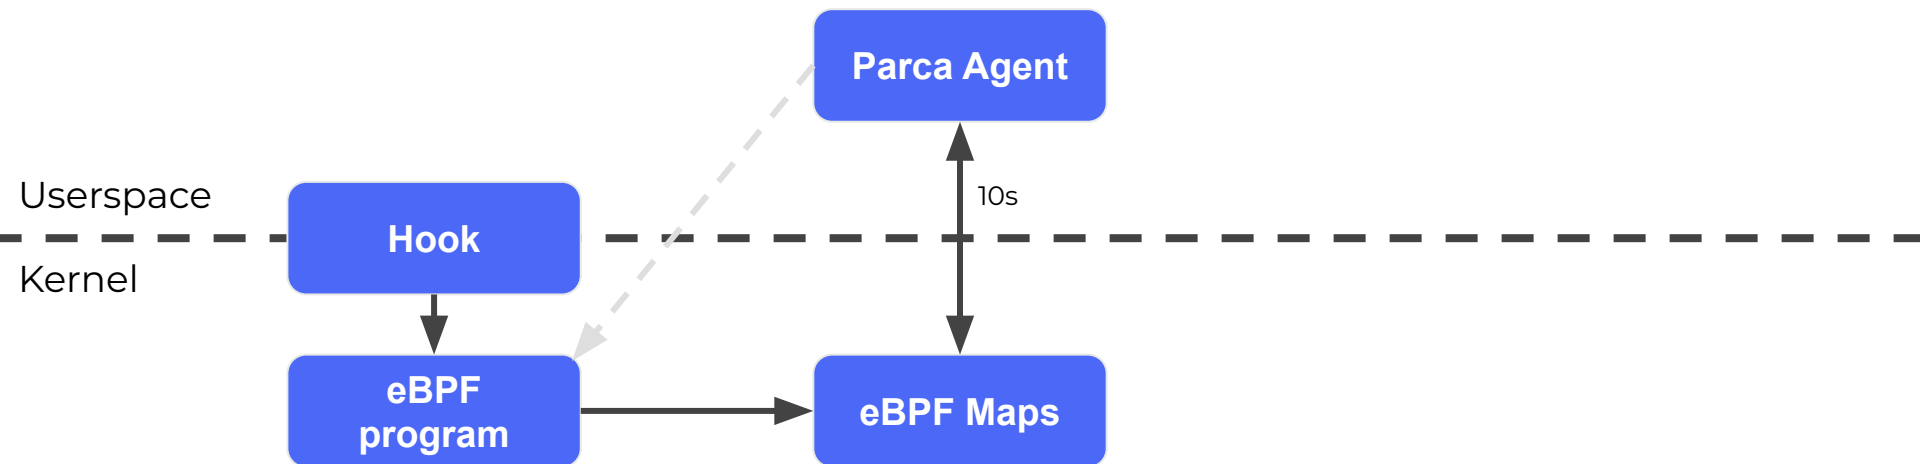 Parca Agent
Userspace
10s
Hook
Kernel
eBPF
program
eBPF Maps